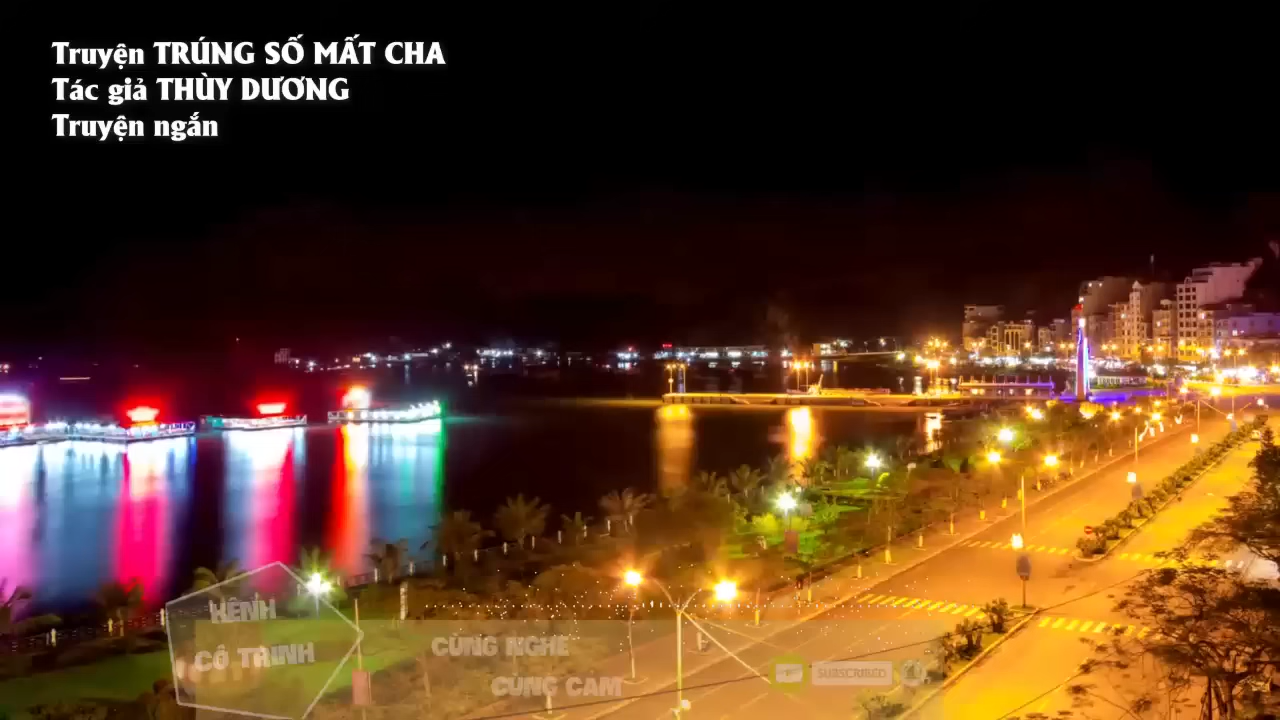 Truyện TRÚNG SỐ MẤT CHA
Tác giả THÙY DƯƠNG
Truyện ngắn
KÊNH
CÔ TRINH
CÙNG NGHE
CÙNG CẢM
SUBSCRIBED